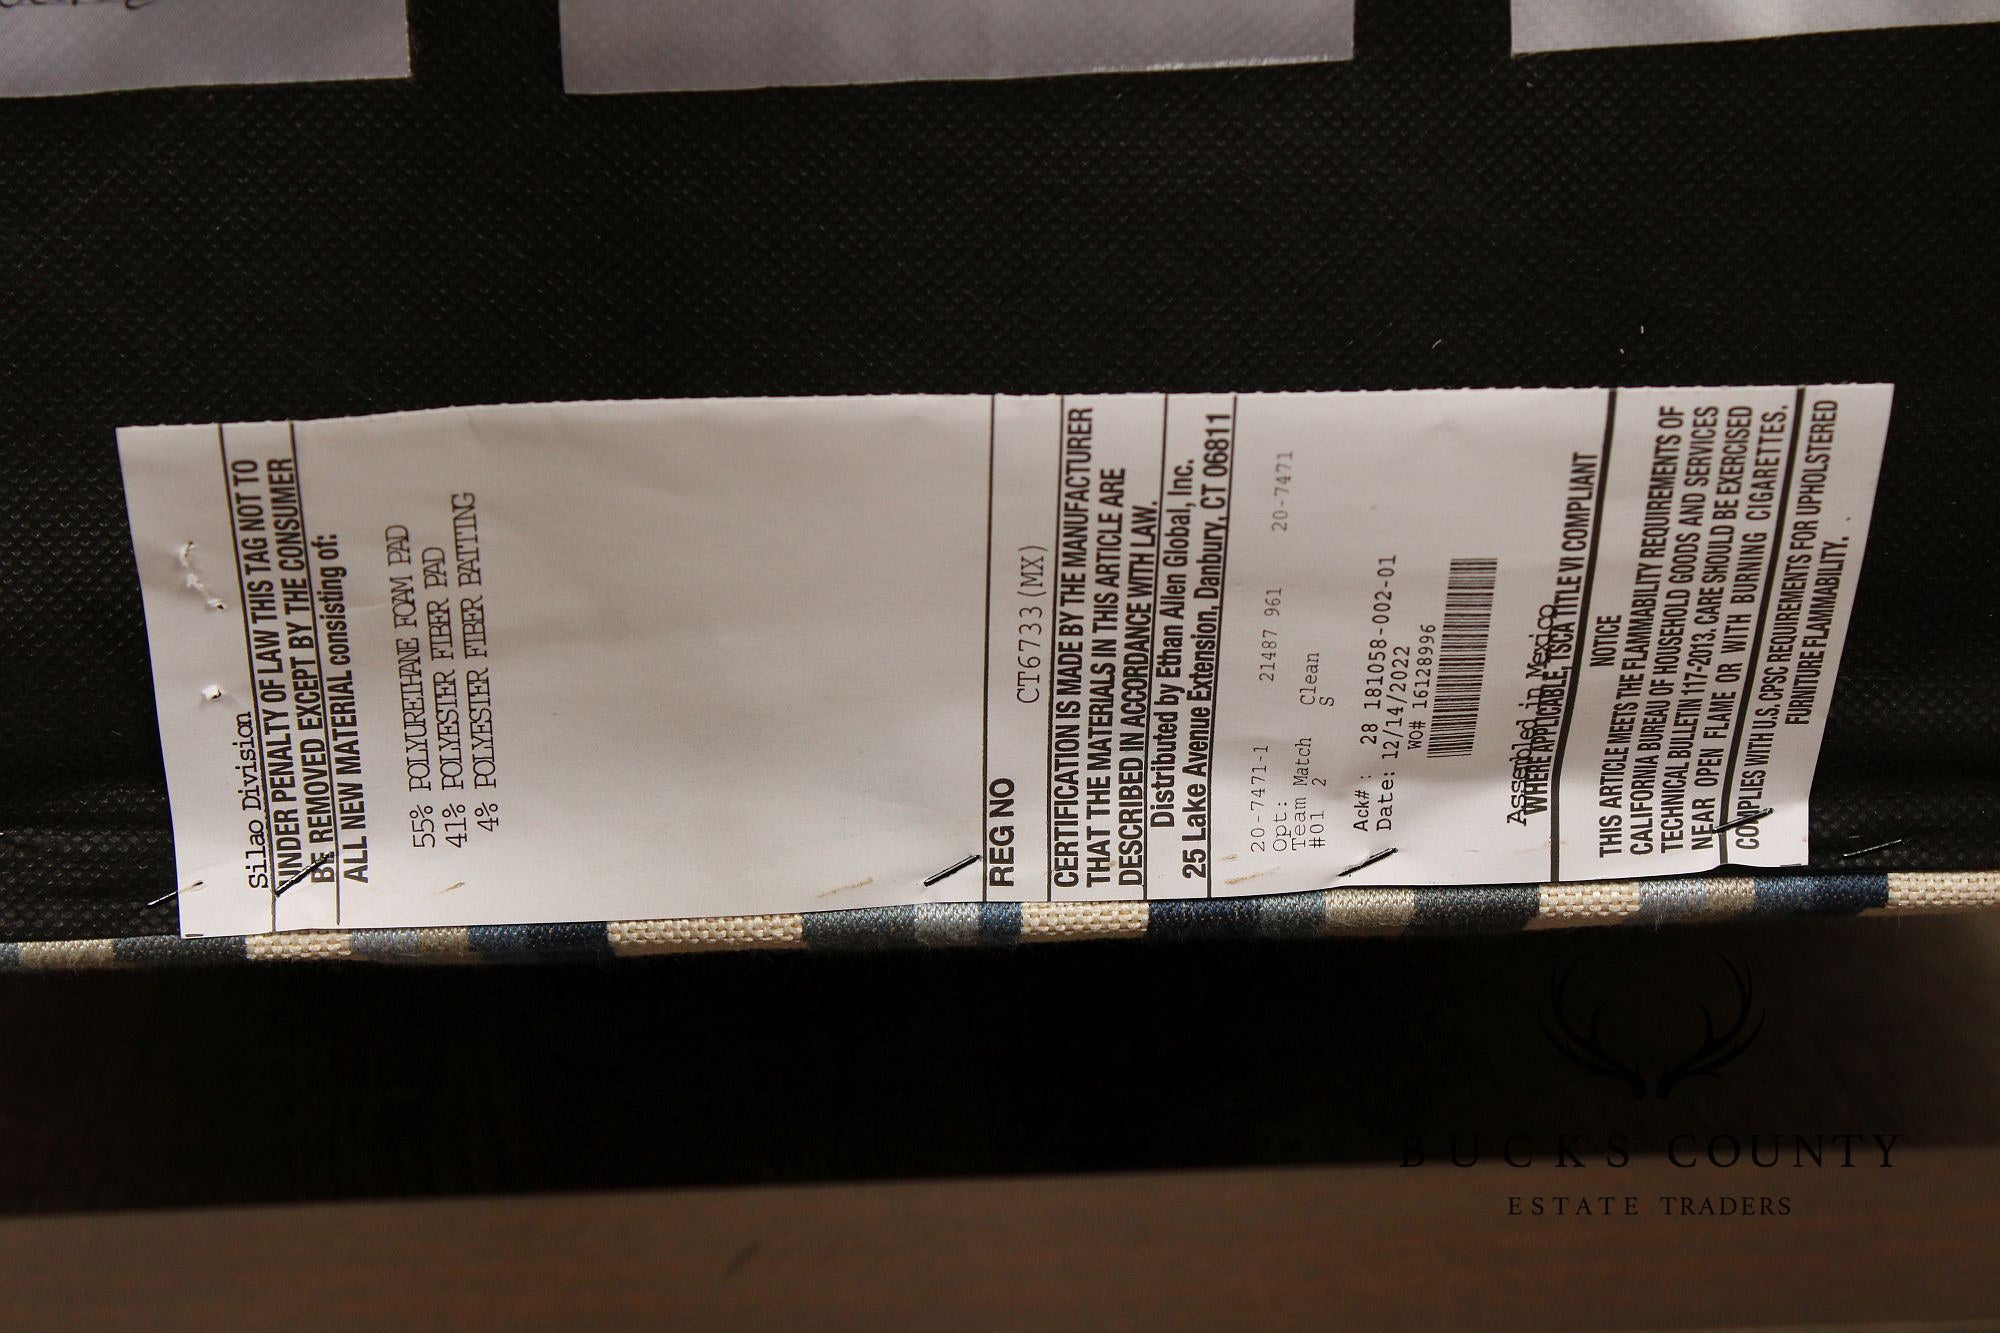 Silao Division
UNDER PENALTY OF LAW THIS TAG NOT TO
BE REMOVED EXCEPT BY THE CONSUMER
ALL NEW MATERIAL consisting of:
55% POLYURETHANE FOAM PAD
41% POLYESTER FIBER PAD
4% POLYESTER FIBER BATTING
REG NO CT6733(MX)
CERTIFICATION IS MADE BY THE MANUFACTURER
THAT THE MATERIALS IN THIS ARTICLE ARE
DESCRIBED IN ACCORDANCE WITH LAW.
Distributed by Ethan Allen Global, Inc.
25 Lake Avenue Extension, Danbury, CT 06811
20-7471-1 21487 961 20-7471
Opt:
Team Match Clean
#01 2 S
Ack#: 28 181058-002-01
Date: 12/14/2022
WO# 16128996
Assembled in Mexico
WHERE APPLICABLE, TSCA TITLE VI COMPLIANT
NOTICE
THIS ARTICLE MEETS THE FLAMMABILITY REQUIREMENTS OF
CALIFORNIA BUREAU OF HOUSEHOLD GOODS AND SERVICES
TECHNICAL BULLETIN 117-2013. CARE SHOULD BE EXERCISED
NEAR OPEN FLAME OR WITH BURNING CIGARETTES.
COMPLIES WITH U.S. CPSC REQUIREMENTS FOR UPHOLSTERED
FURNITURE FLAMMABILITY.
BUCKS COUNTY
ESTATE TRADERS